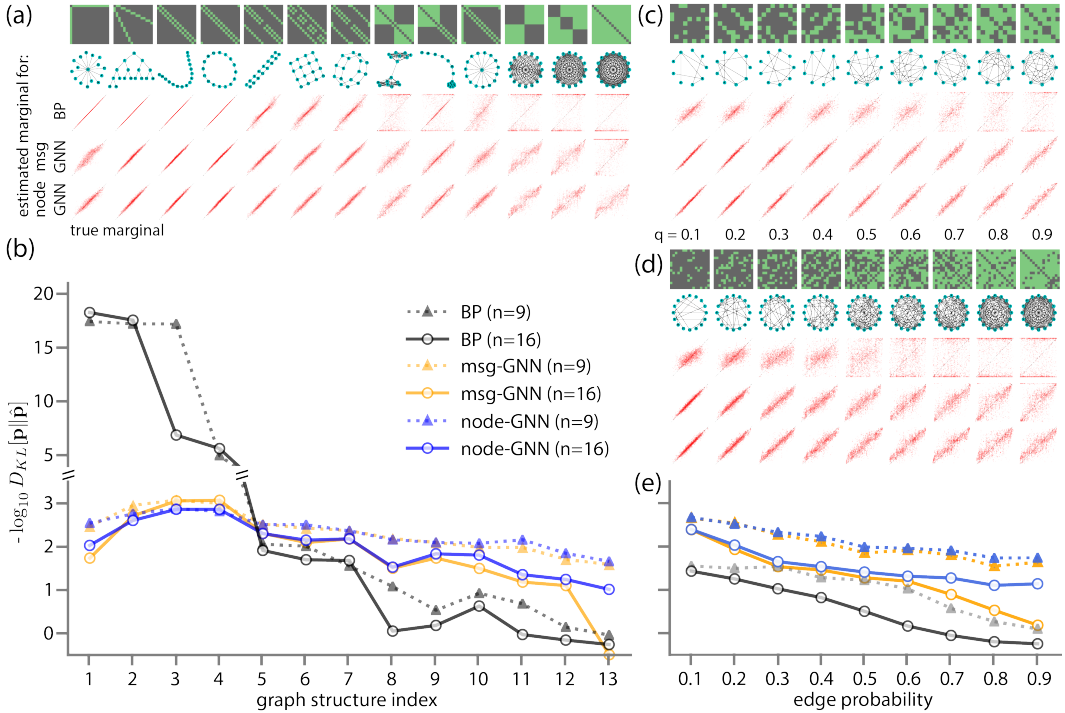 (a)
estimated marginal for:
BP
msg
GNN
node
GNN
true marginal
(b)
20
15
10
5
3
2
1
0
- log10 DKL[p||p̂]
BP (n=9)
BP (n=16)
msg-GNN (n=9)
msg-GNN (n=16)
node-GNN (n=9)
node-GNN (n=16)
1 2 3 4 5 6 7 8 9 10 11 12 13
graph structure index
(c)
q = 0.1 0.2 0.3 0.4 0.5 0.6 0.7 0.8 0.9
(d)
(e)
0.1 0.2 0.3 0.4 0.5 0.6 0.7 0.8 0.9
edge probability